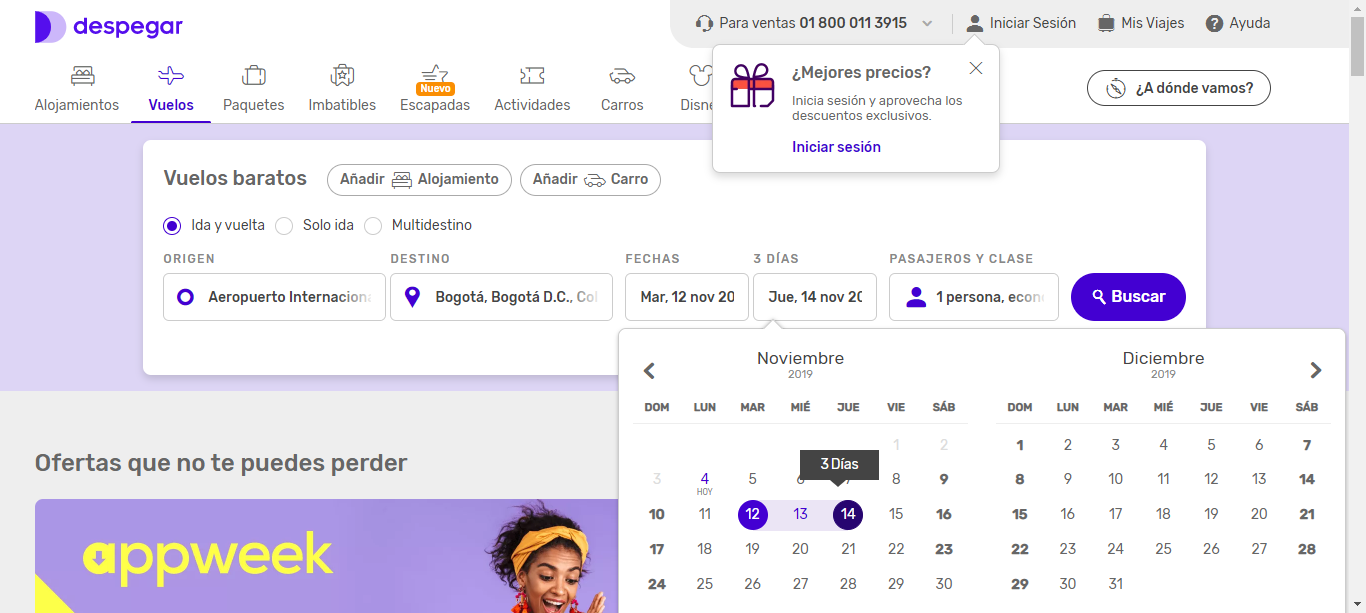 despegar
Para ventas 01 800 011 3915
Iniciar Sesión
Mis Viajes
Ayuda
Alojamientos
Vuelos
Paquetes
Imbatibles
Nuevo
Escapadas
Actividades
Carros
Disne
¿A dónde vamos?
¿Mejores precios?
Inicia sesión y aprovecha los
descuentos exclusivos.
Iniciar sesión
Vuelos baratos
Añadir Alojamiento
Añadir Carro
Ida y vuelta
Solo ida
Multidestino
ORIGEN
DESTINO
FECHAS
3 DÍAS
PASAJEROS Y CLASE
Aeropuerto Internaciona
Bogotá, Bogotá D.C., Col
Mar, 12 nov 20
Jue, 14 nov 20
1 persona, econ
Buscar
Noviembre
2019
DOM LUN MAR MIÉ JUE VIE SÁB
1 2
3 Días
3 4 5 6 7 8 9
HOY
10 11 12 13 14 15 16
17 18 19 20 21 22 23
24 25 26 27 28 29 30
Diciembre
2019
DOM LUN MAR MIÉ JUE VIE SÁB
1 2 3 4 5 6 7
8 9 10 11 12 13 14
15 16 17 18 19 20 21
22 23 24 25 26 27 28
29 30 31
Ofertas que no te puedes perder
appweek